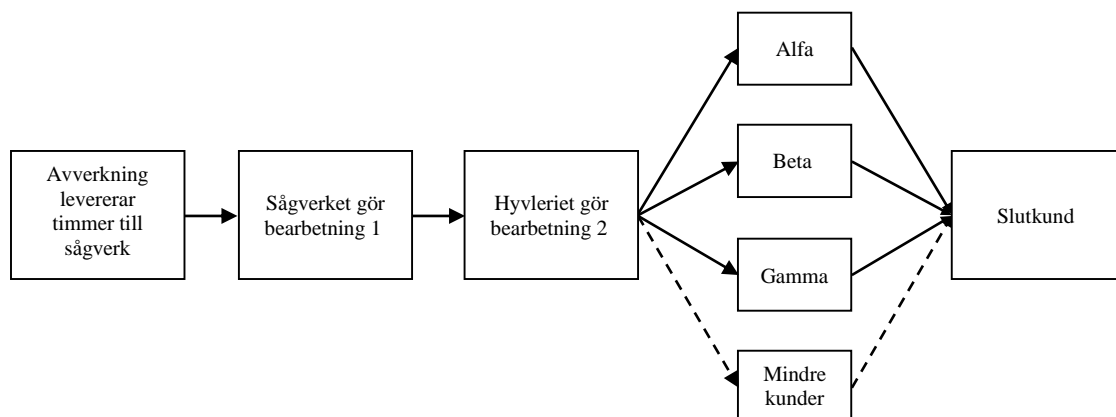 Avverkning
levererar
timmer till
sågverk
Sågverket gör
bearbetning 1
Hyvleriet gör
bearbetning 2
Alfa
Beta
Gamma
Mindre
kunder
Slutkund